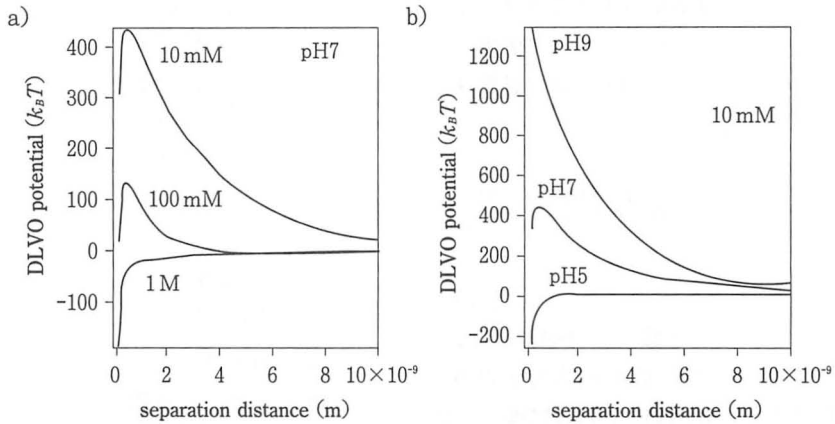 a)
DLVO potential (k_BT)
400
300
200
100
0
-100
10 mM
pH7
100 mM
1 M
0 2 4 6 8 10×10⁻⁹
separation distance (m)
b)
DLVO potential (k_BT)
1200
1000
800
600
400
200
0
-200
pH9
10 mM
pH7
pH5
0 2 4 6 8 10×10⁻⁹
separation distance (m)